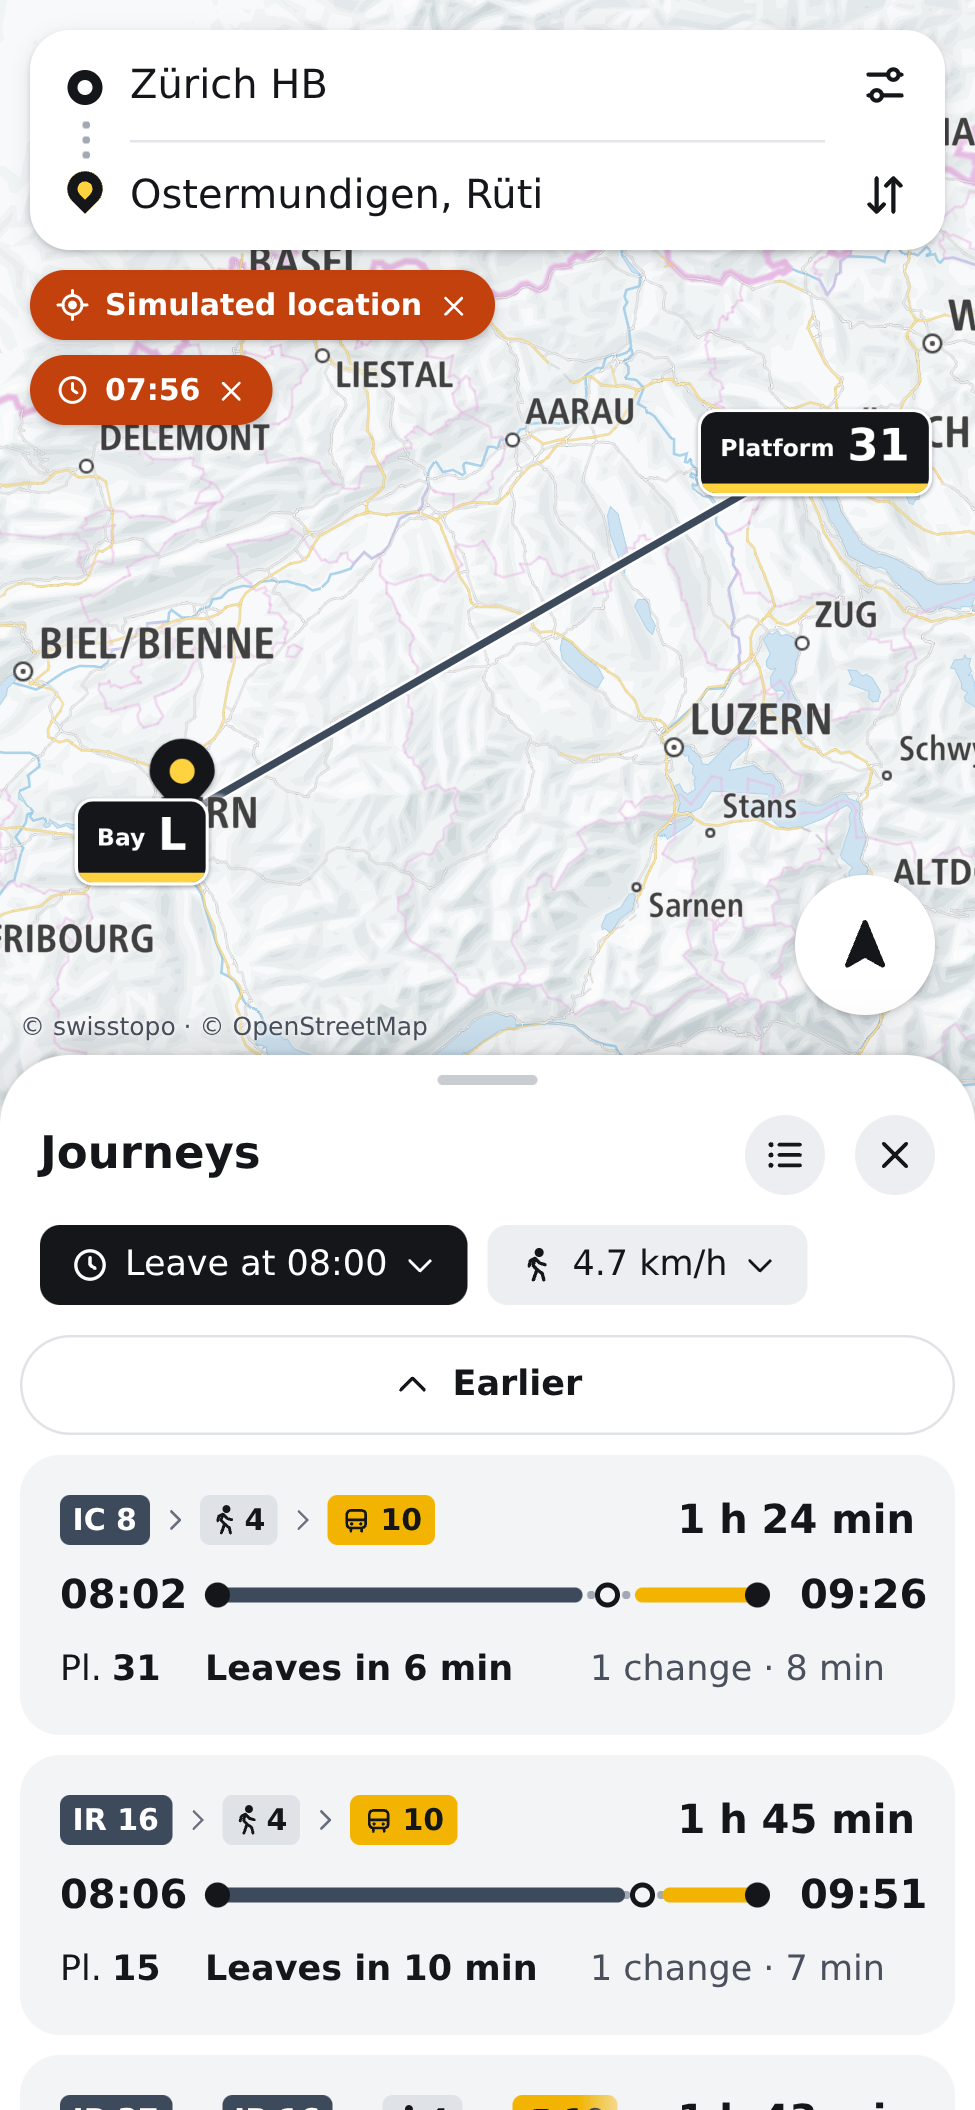 Zürich HB
Ostermundigen, Rüti
BASEL
Simulated location
07:56
LIESTAL
AARAU
DELEMONT
Platform 31
BIEL/BIENNE
ZUG
LUZERN
Schwy
Stans
Bay L
ALTD
Sarnen
FRIBOURG
© swisstopo · © OpenStreetMap
Journeys
Leave at 08:00
4.7 km/h
Earlier
IC 8 4 10 1 h 24 min
08:02 09:26
Pl. 31 Leaves in 6 min 1 change · 8 min
IR 16 4 10 1 h 45 min
08:06 09:51
Pl. 15 Leaves in 10 min 1 change · 7 min